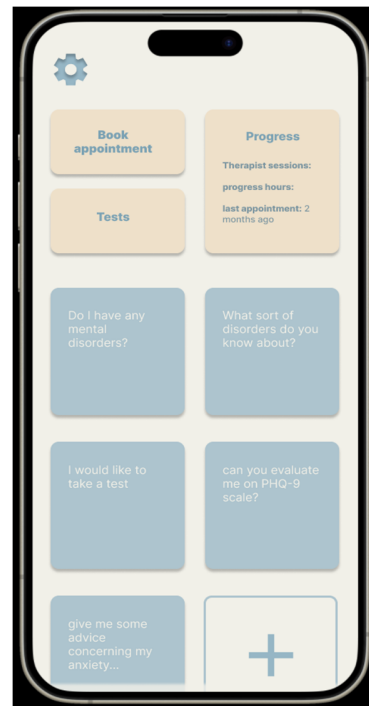 Book
appointment
Tests
Progress
Therapist sessions:
progress hours:
last appointment: 2
months ago
Do I have any
mental
disorders?
What sort of
disorders do you
know about?
I would like to
take a test
can you evaluate
me on PHQ-9
scale?
give me some
advice
concerning my
anxiety...